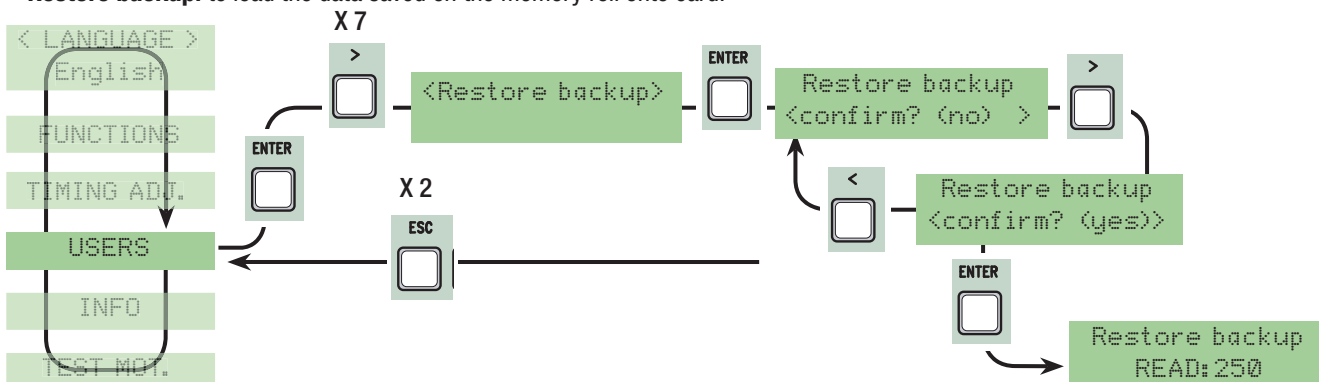 Restore backup: to load the data saved on the memory roll onto card.
X 7
< LANGUAGE >
English
FUNCTIONS
TIMING ADJ.
USERS
INFO
TEST MOT.
ENTER
>
<Restore backup>
ENTER
Restore backup
<confirm? (no) >
>
<
Restore backup
<confirm? (yes)>
X 2
ESC
ENTER
Restore backup
READ:250